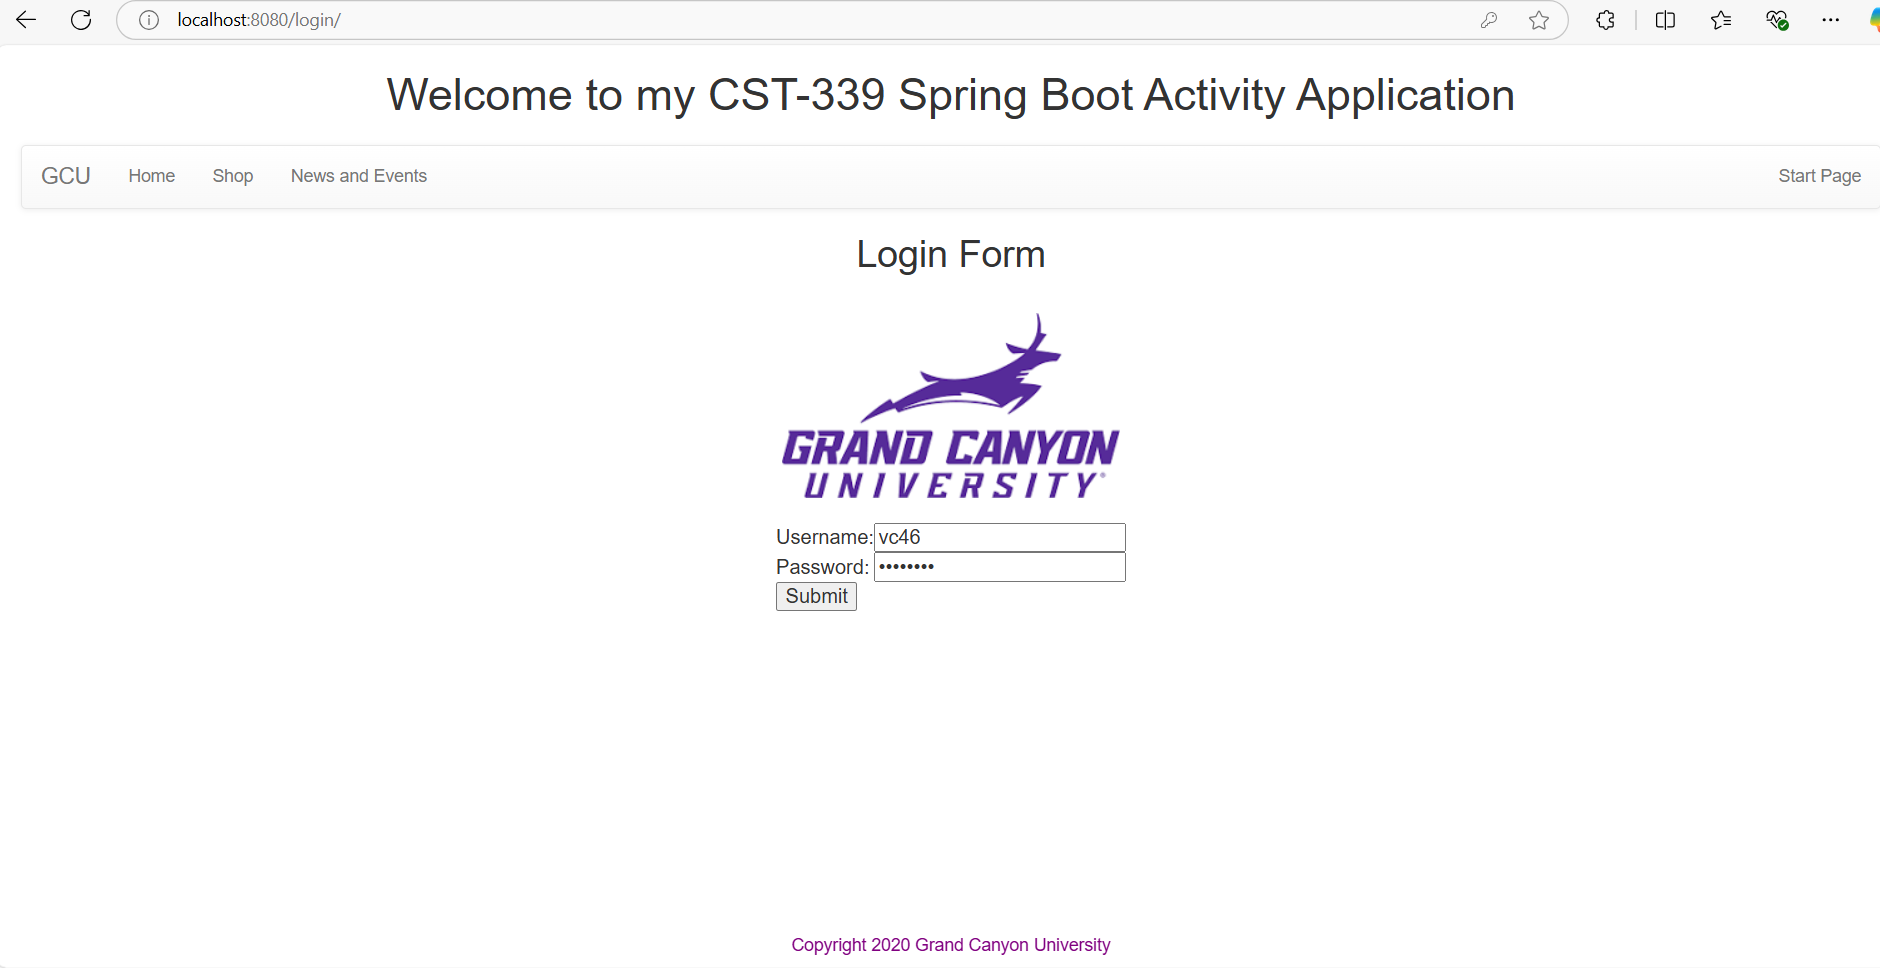 localhost:8080/login/
Welcome to my CST-339 Spring Boot Activity Application
GCU Home Shop News and Events Start Page
Login Form
GRAND CANYON
UNIVERSITY®
Username: vc46
Password: ••••••••
Submit
Copyright 2020 Grand Canyon University